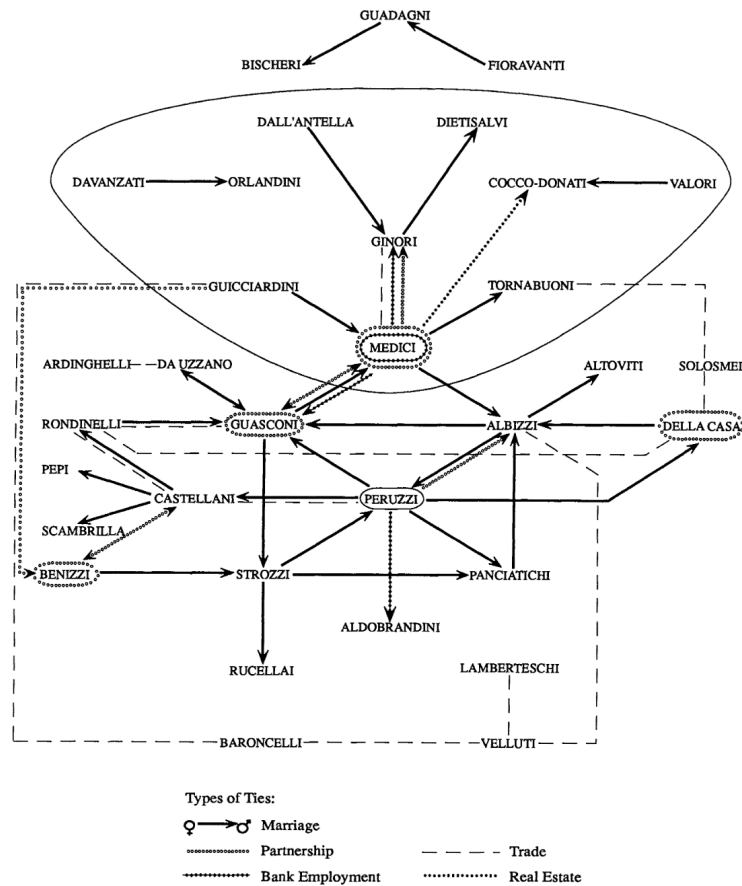 GUADAGNI
BISCHERI FIORAVANTI
DALL'ANTELLA DIETISALVI
DAVANZATI ORLANDINI COCCO-DONATI VALORI
GINORI
GUICCIARDINI TORNABUONI
MEDICI
ARDINGHELLI DA UZZANO ALTOVITI SOLOSMEI
RONDINELLI GUASCONI ALBIZZI DELLA CASA
PEPI
CASTELLANI PERUZZI
SCAMBRILLA
BENIZZI STROZZI PANCIATICHI
ALDOBRANDINI
RUCELLAI LAMBERTESCHI
BARONCELLI VELLUTI
Types of Ties:
♀ ♂ Marriage
Partnership Trade
Bank Employment Real Estate